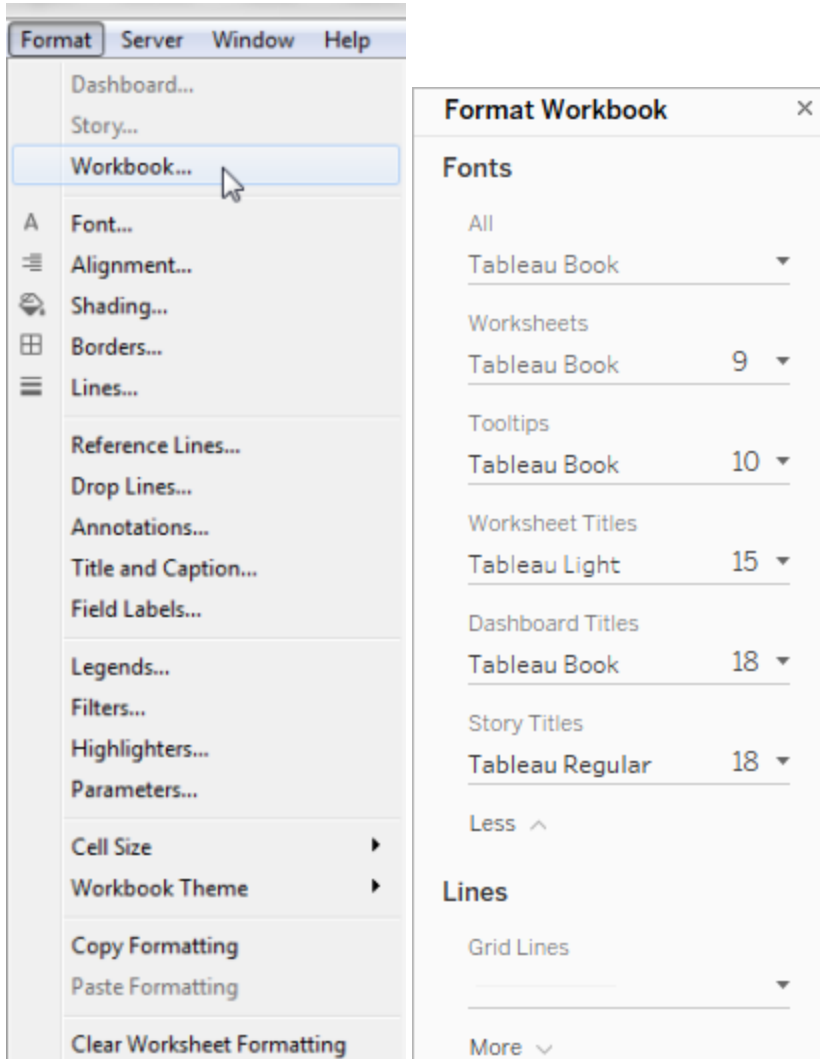 Format Server Window Help
Dashboard...
Story...
Workbook...
A Font...
Alignment...
Shading...
Borders...
Lines...
Reference Lines...
Drop Lines...
Annotations...
Title and Caption...
Field Labels...
Legends...
Filters...
Highlighters...
Parameters...
Cell Size
Workbook Theme
Copy Formatting
Paste Formatting
Clear Worksheet Formatting
Format Workbook
Fonts
All
Tableau Book
Worksheets
Tableau Book 9
Tooltips
Tableau Book 10
Worksheet Titles
Tableau Light 15
Dashboard Titles
Tableau Book 18
Story Titles
Tableau Regular 18
Less
Lines
Grid Lines
More